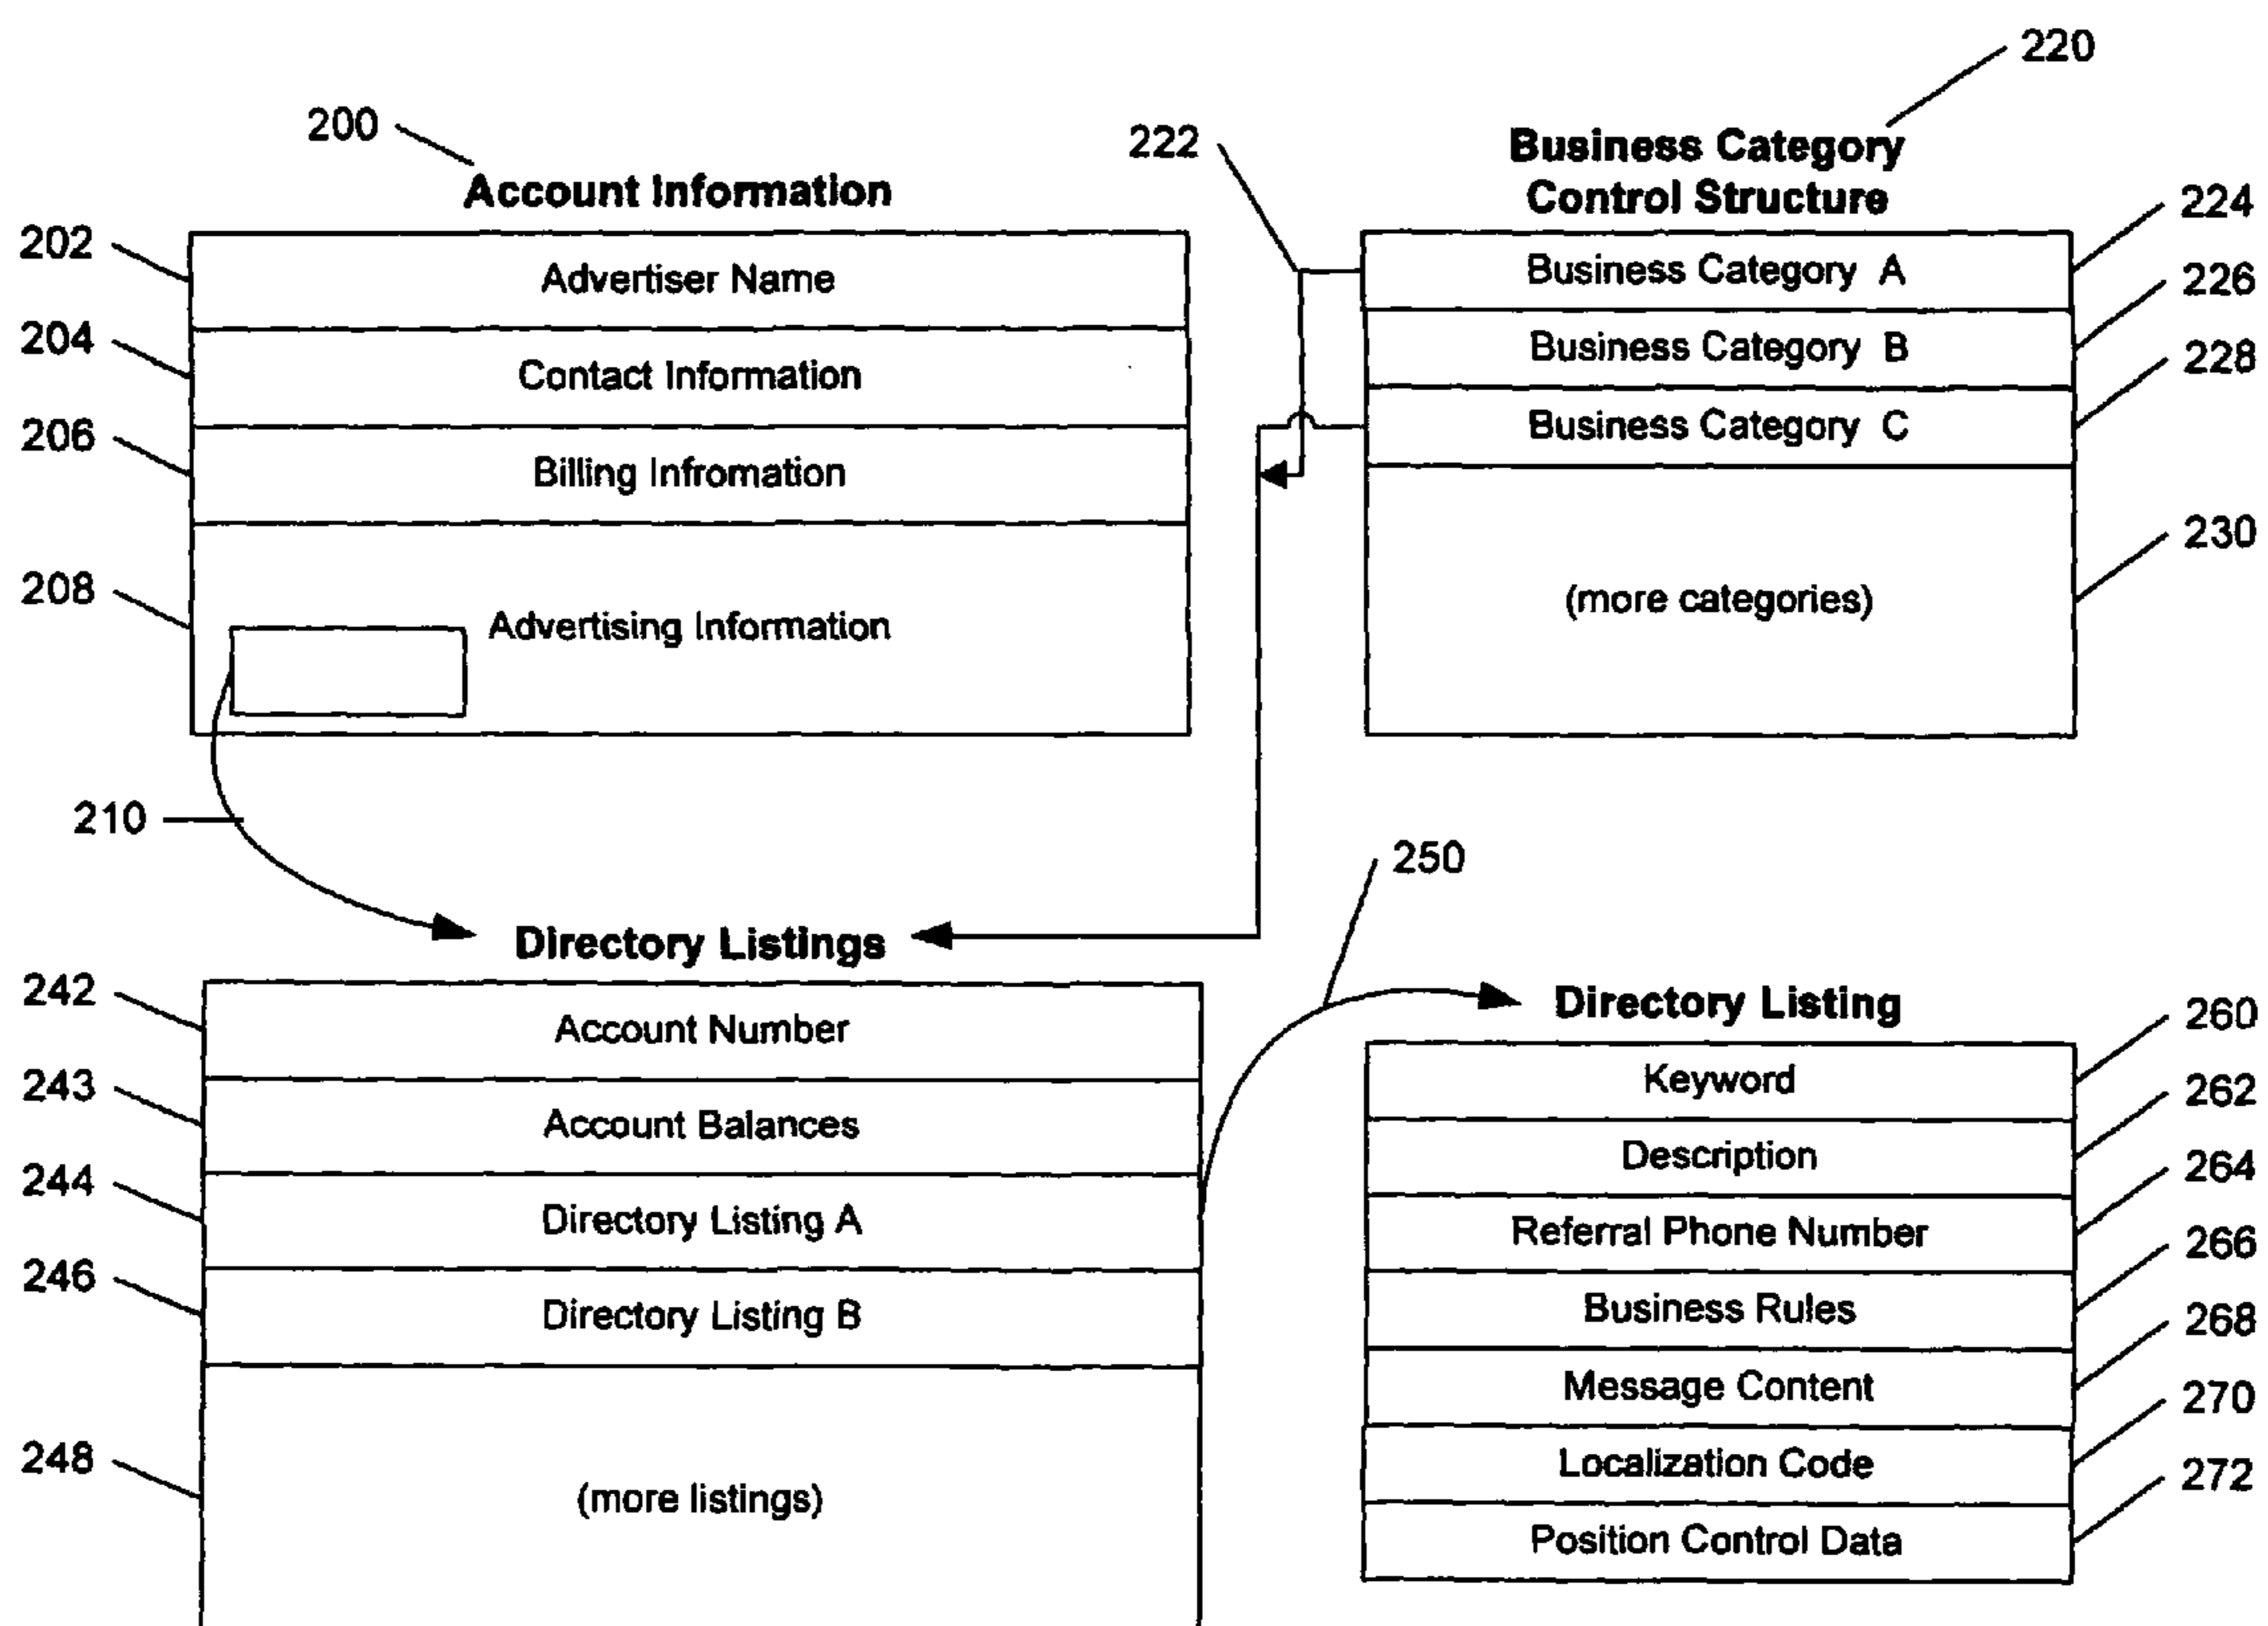 220
200
222
Business Category
Control Structure
Account Information
202
Advertiser Name
204
Contact Information
206
Billing Infromation
208
Advertising Information
224
Business Category A
226
Business Category B
228
Business Category C
230
(more categories)
210
250
Directory Listings
242
Account Number
243
Account Balances
244
Directory Listing A
246
Directory Listing B
248
(more listings)
Directory Listing
260
Keyword
262
Description
264
Referral Phone Number
266
Business Rules
268
Message Content
270
Localization Code
272
Position Control Data